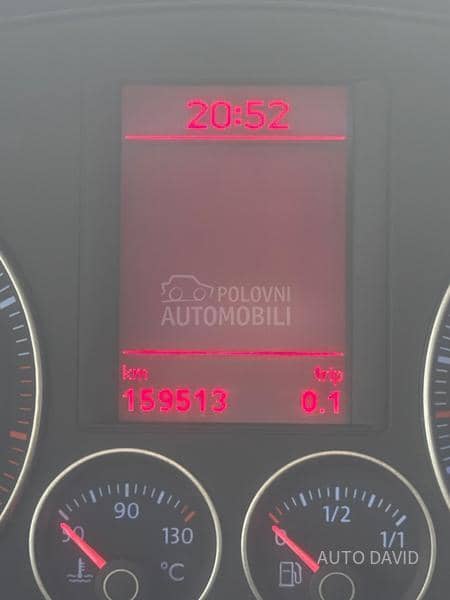 20:52
POLOVNI
AUTOMOBILI
km trip
159513 0.1
50 90 130
°C
0 1/2 1/1
AUTO DAVID